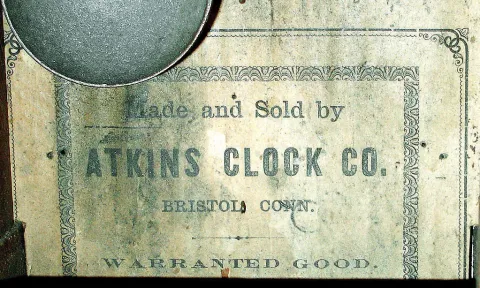 Made and Sold by
ATKINS CLOCK CO.
BRISTOL CONN.
WARRANTED GOOD.